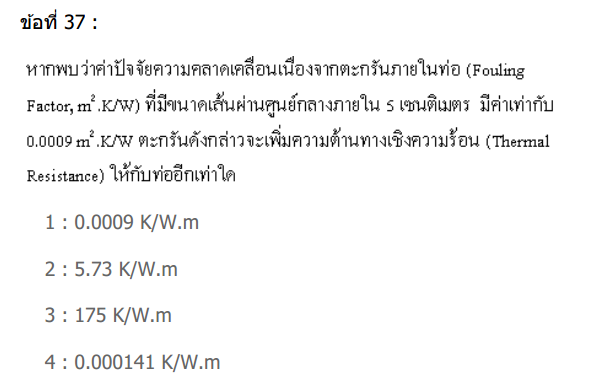 ข้อที่ 37 :
หากพบว่าค่าปัจจัยความคลาดเคลื่อนเนื่องจากตะกรันภายในท่อ (Fouling
Factor, m².K/W) ที่มีขนาดเส้นผ่านศูนย์กลางภายใน 5 เซนติเมตร มีค่าเท่ากับ
0.0009 m².K/W ตะกรันดังกล่าวจะเพิ่มความต้านทางเชิงความร้อน (Thermal
Resistance) ให้กับท่ออีกเท่าใด
1 : 0.0009 K/W.m
2 : 5.73 K/W.m
3 : 175 K/W.m
4 : 0.000141 K/W.m